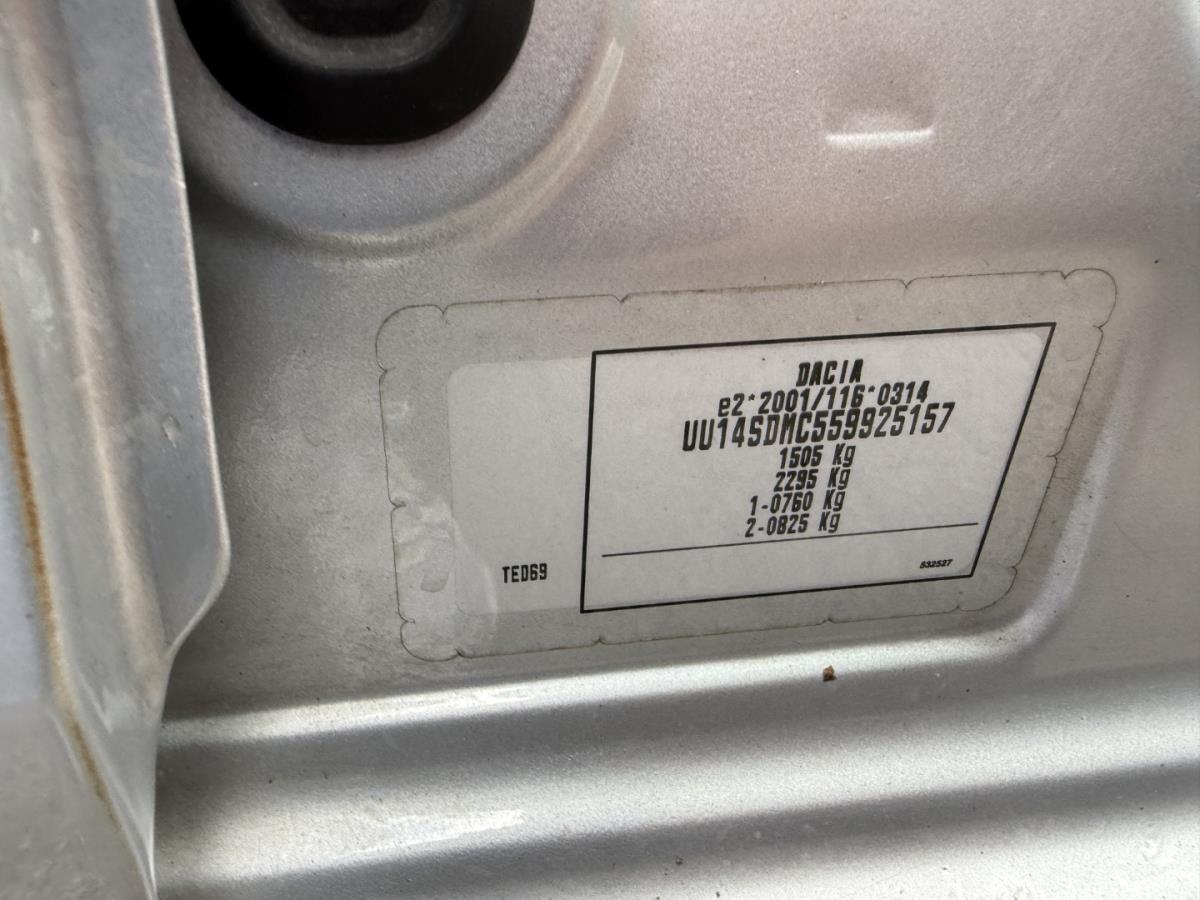 DACIA
e2*2001/116*0314
UU14SDMC559925157
1505 Kg
2295 Kg
1-0760 Kg
2-0825 Kg
TED69
532527